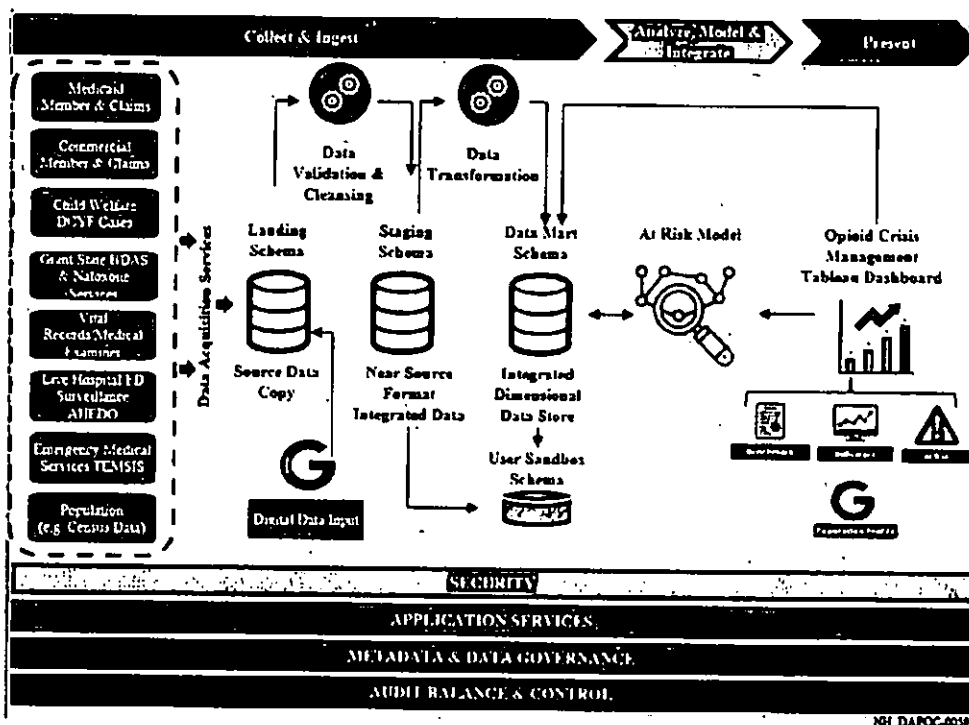 Collect & Ingest
Analyze, Model &
Integrate
Present
Medicaid
Member & Claims
Commercial
Member & Claims
Child Welfare
DCYF Cases
Grant State HDAS
& Naloxone
Services
Vital
Records/Medical
Examiner
Live Hospital ED
Surveillance
AHEDD
Emergency Medical
Services TEMSIS
Population
(e.g. Census Data)
Data Acquisition Services
Data
Validation &
Cleansing
Data
Transformation
Landing
Schema
Staging
Schema
Data Mart
Schema
At Risk Model
Opioid Crisis
Management
Tableau Dashboard
Source Data
Copy
Near Source
Format
Integrated Data
Integrated
Dimensional
Data Store
User Sandbox
Schema
G
Digital Data Input
Indicators
G
Population Profile
SECURITY
APPLICATION SERVICES
METADATA & DATA GOVERNANCE
AUDIT BALANCE & CONTROL